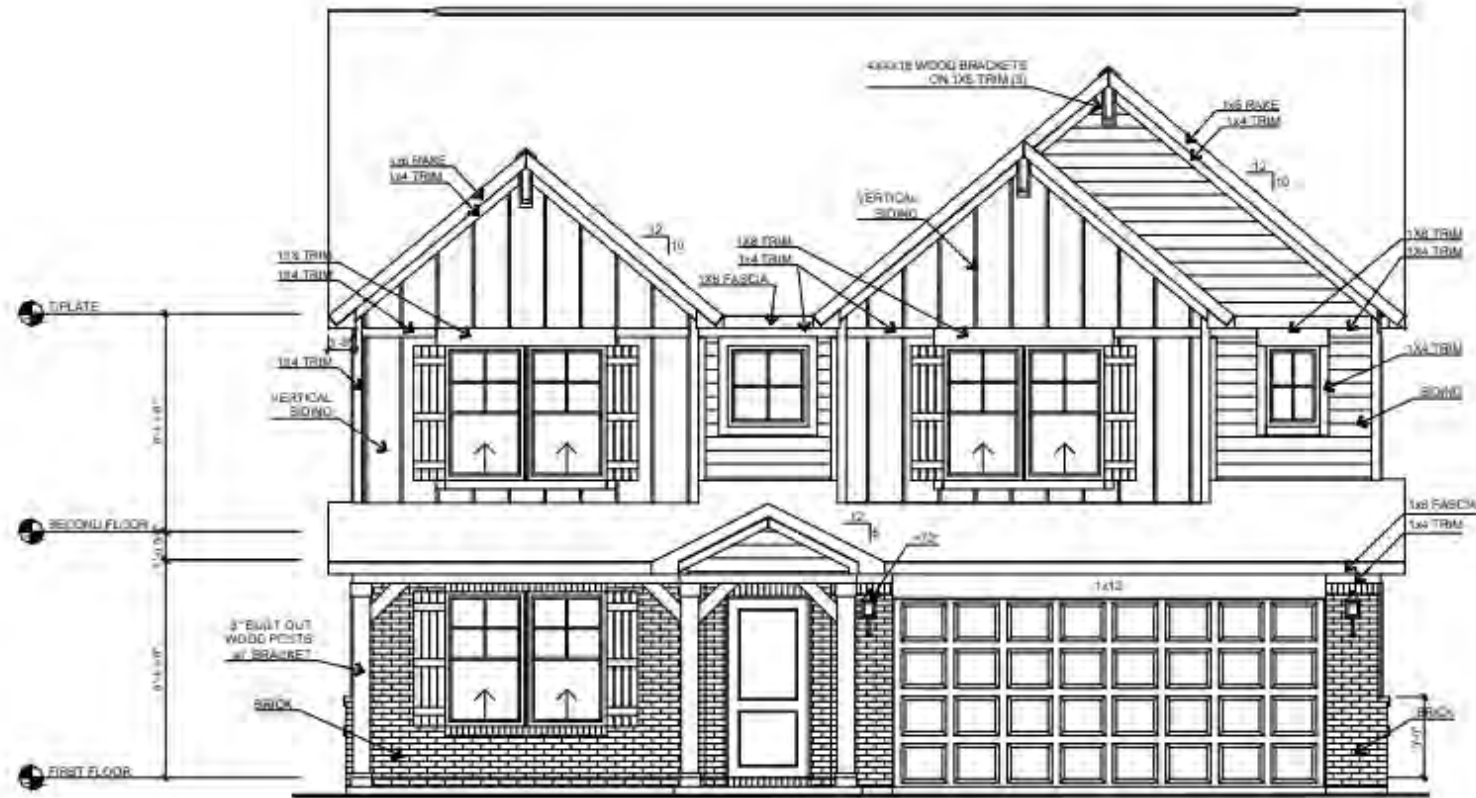 4X4X18 WOOD BRACKETS
ON 1X6 TRIM (3)
1x6 RAKE
1x4 TRIM
1x6 RAKE
1x4 TRIM
12
10
12
10
VERTICAL
SIDING
1X8 TRIM
1x4 TRIM
1X8 TRIM
1x4 TRIM
1X6 FASCIA
1X8 TRIM
1X4 TRIM
T/PLATE
1X4 TRIM
1X4 TRIM
VERTICAL
SIDING
SIDING
SECOND FLOOR
12
6
1x6 FASCIA
1x4 TRIM
1x12
3" BUILT OUT
WOOD POSTS
w/ BRACKET
BRICK
BRICK
FIRST FLOOR